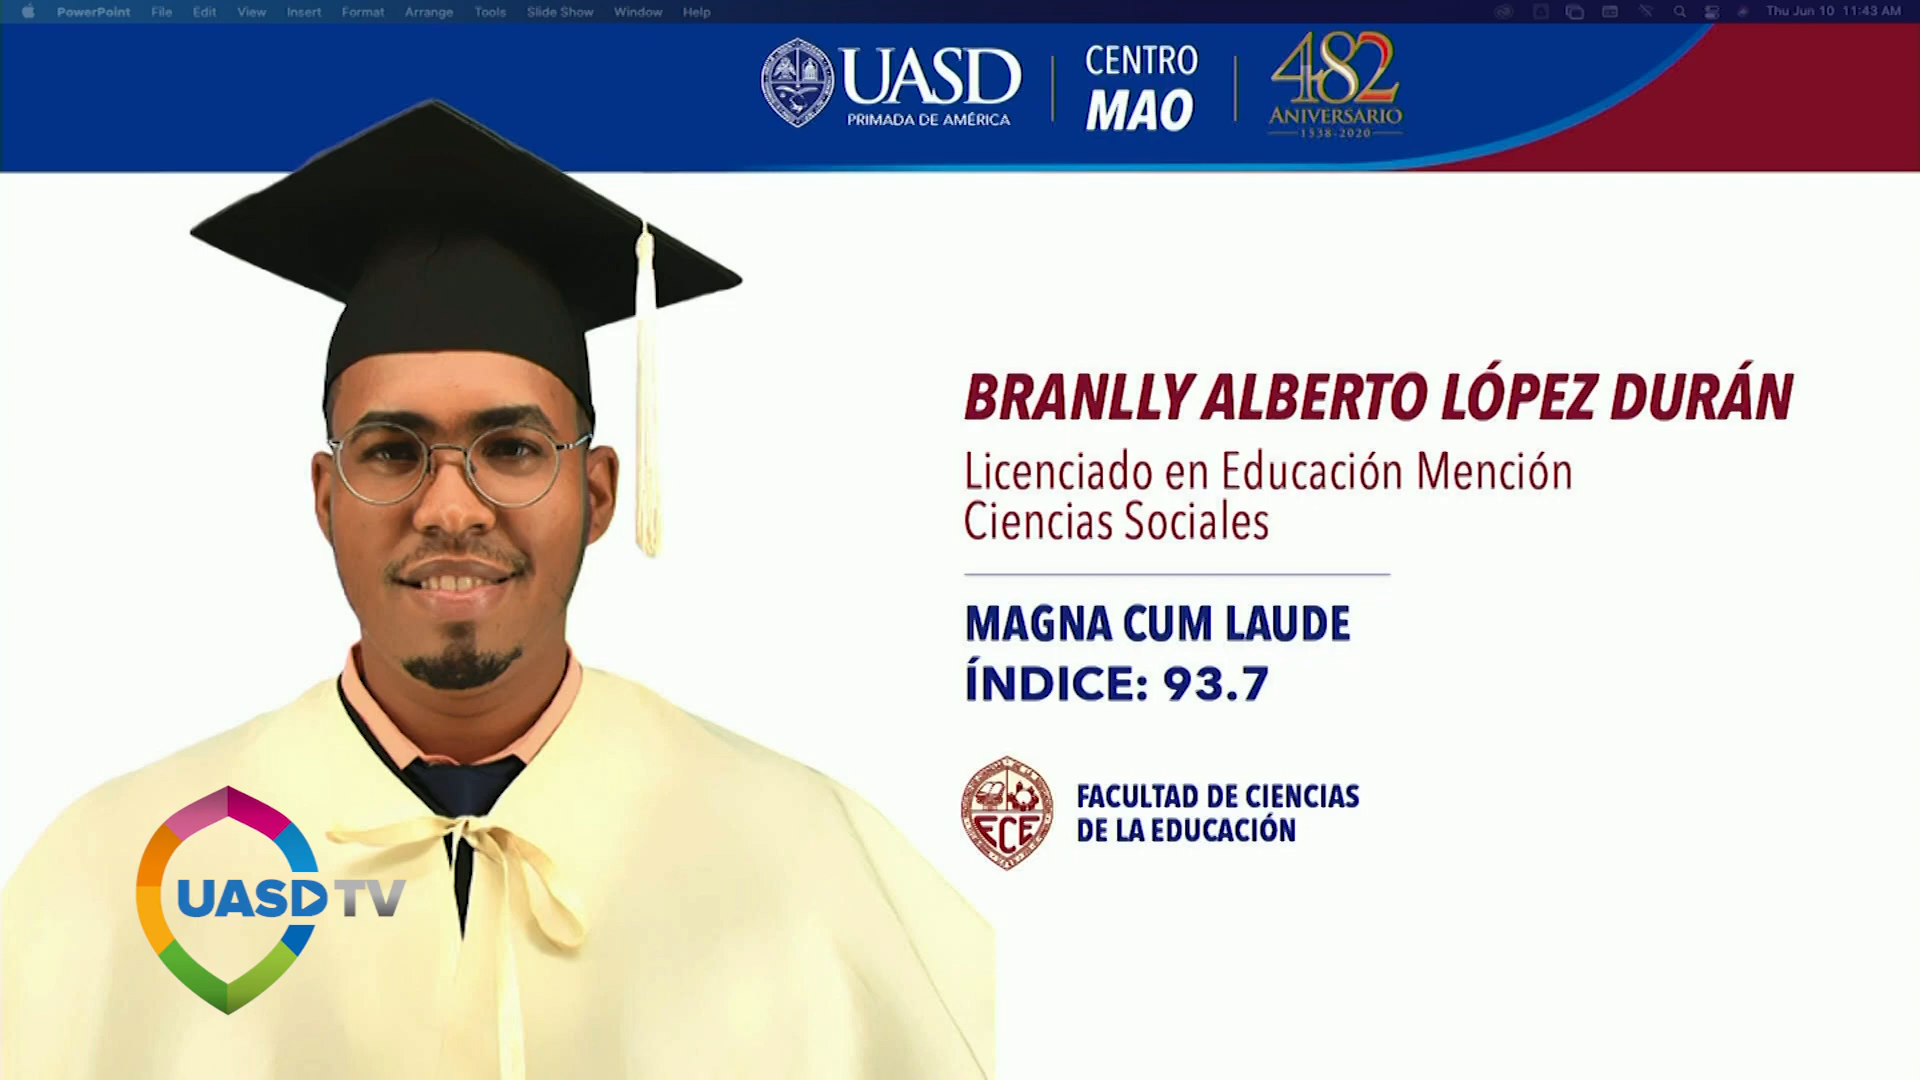 PowerPoint File Edit View Insert Format Arrange Tools Slide Show Window Help Thu Jun 10 11:43 AM
UASD
PRIMADA DE AMÉRICA
CENTRO
MAO
482
ANIVERSARIO
1538-2020
BRANLLY ALBERTO LÓPEZ DURÁN
Licenciado en Educación Mención
Ciencias Sociales
MAGNA CUM LAUDE
ÍNDICE: 93.7
FCE
FACULTAD DE CIENCIAS
DE LA EDUCACIÓN
UASD TV